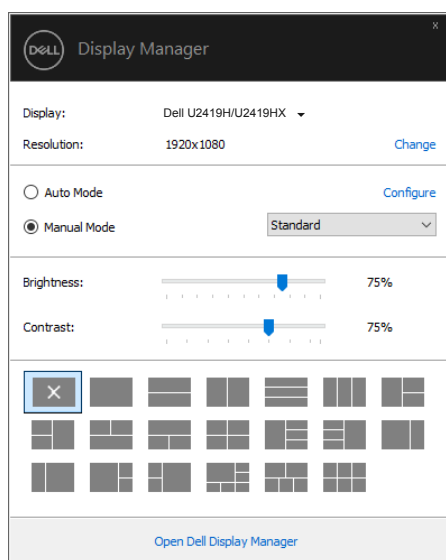 x
DELL Display Manager
Display: Dell U2419H/U2419HX
Resolution: 1920x1080 Change
Auto Mode Configure
Manual Mode Standard
Brightness: 75%
Contrast: 75%
Open Dell Display Manager